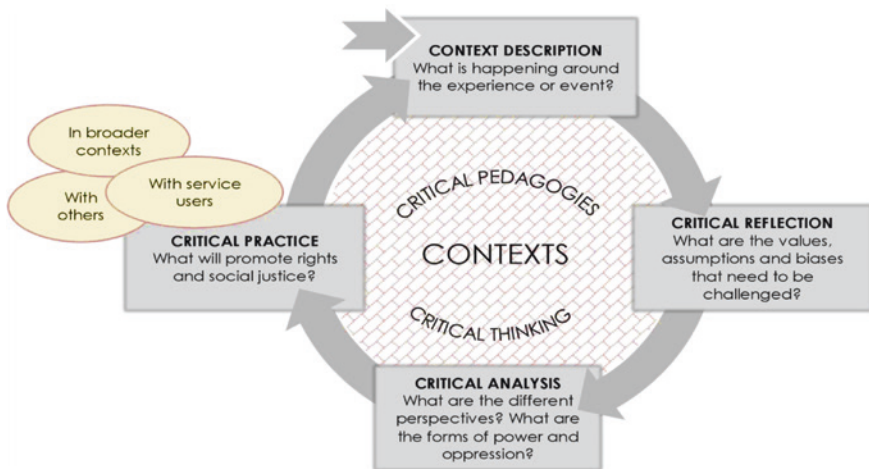 CONTEXT DESCRIPTION
What is happening around
the experience or event?
In broader
contexts
With
others
With service
users
CRITICAL PEDAGOGIES
CONTEXTS
CRITICAL THINKING
CRITICAL REFLECTION
What are the values,
assumptions and biases
that need to be
challenged?
CRITICAL PRACTICE
What will promote rights
and social justice?
CRITICAL ANALYSIS
What are the different
perspectives? What are
the forms of power and
oppression?